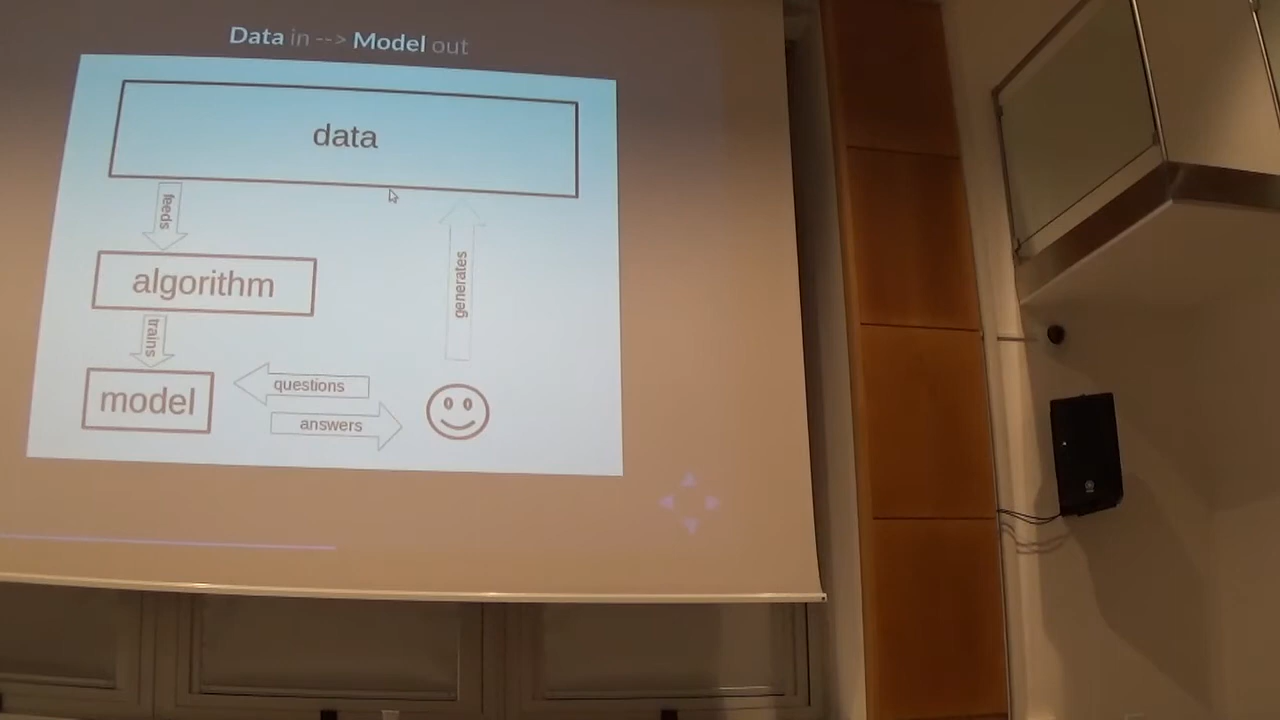 Data in --> Model out
data
feeds
algorithm
generates
trains
model
questions
answers